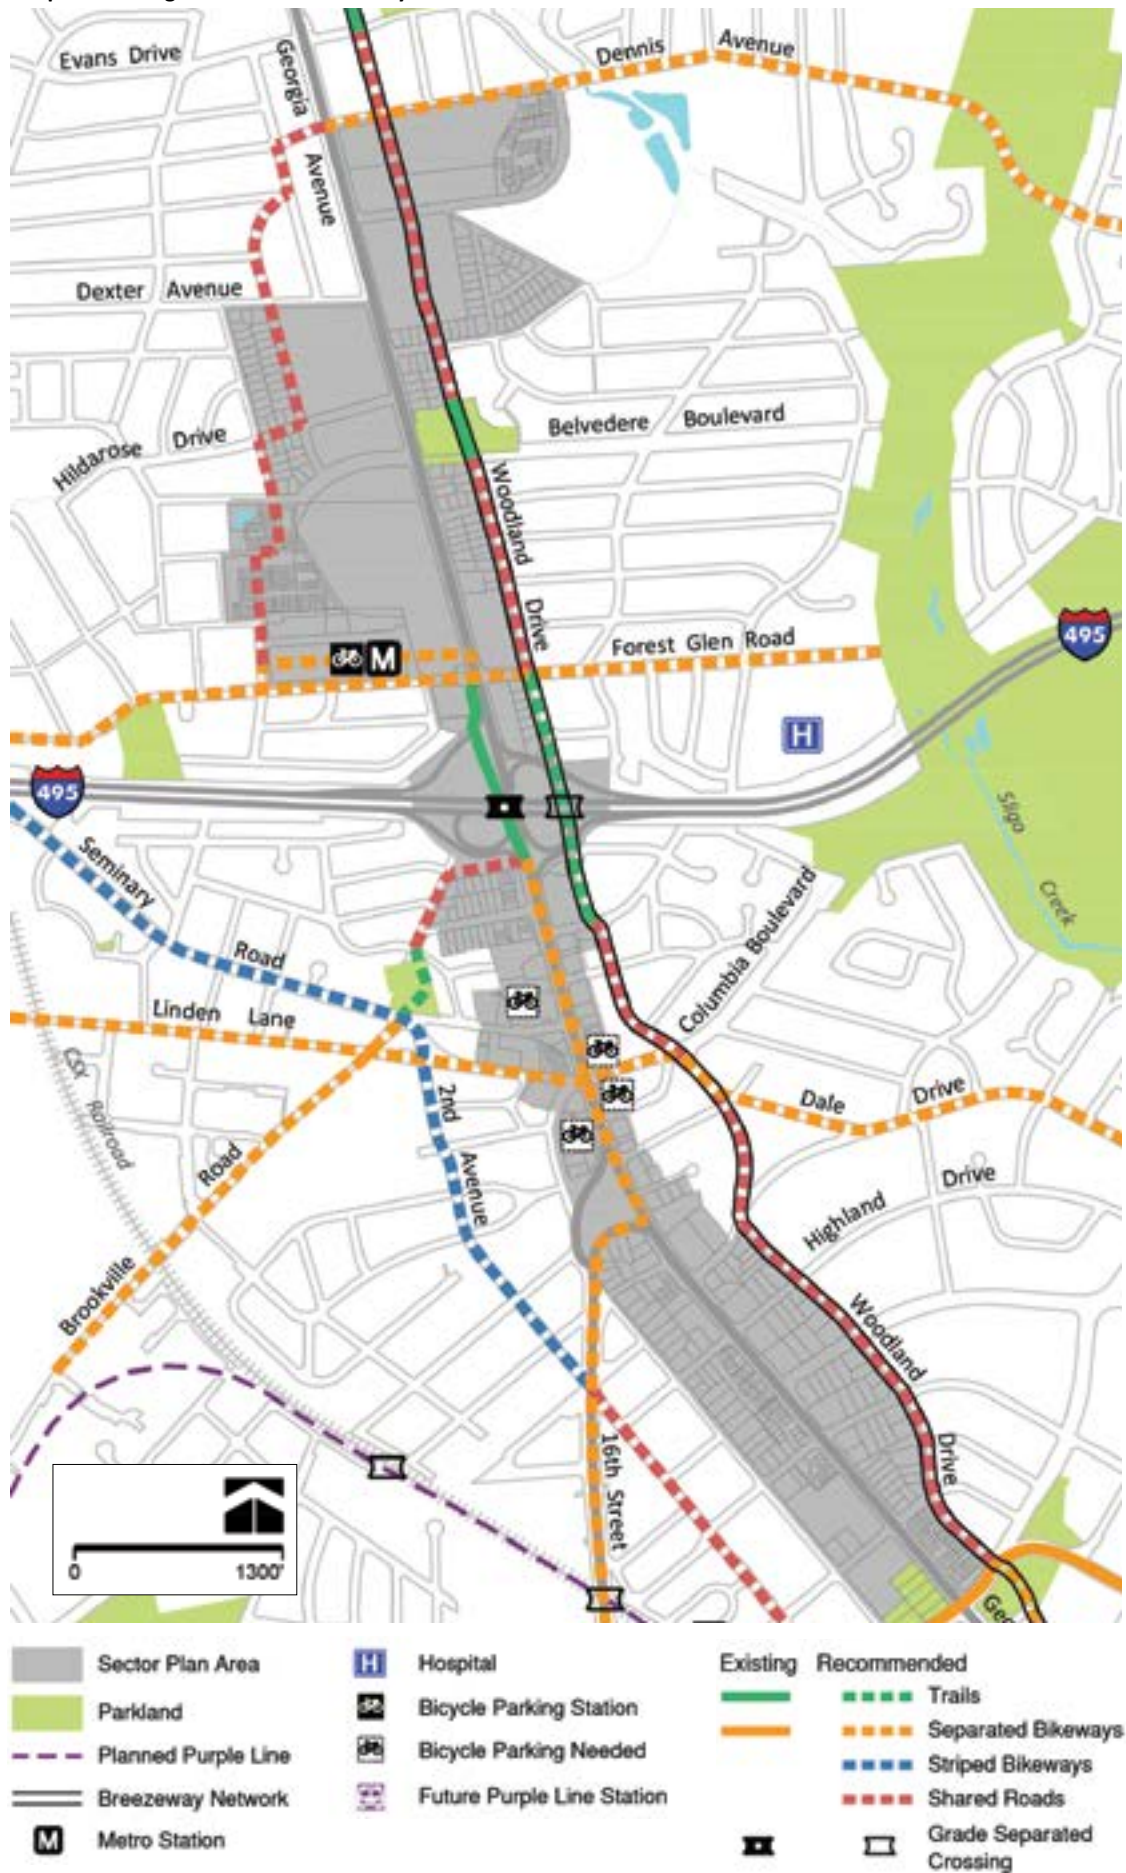 Evans Drive
Georgia
Avenue
Dennis Avenue
Dexter Avenue
Hildarose Drive
Belvedere Boulevard
Woodland
Drive
Forest Glen Road
M
H
495
495
Seminary
Road
Linden Lane
Sligo
Creek
Columbia Boulevard
CSX
Railroad
2nd
Avenue
Dale Drive
Highland Drive
Road
Brookville
Woodland
Drive
16th Street
0 1300'
Sector Plan Area
Parkland
Planned Purple Line
Breezeway Network
M Metro Station
H Hospital
Bicycle Parking Station
Bicycle Parking Needed
Future Purple Line Station
Existing Recommended
Trails
Separated Bikeways
Striped Bikeways
Shared Roads
Grade Separated
Crossing